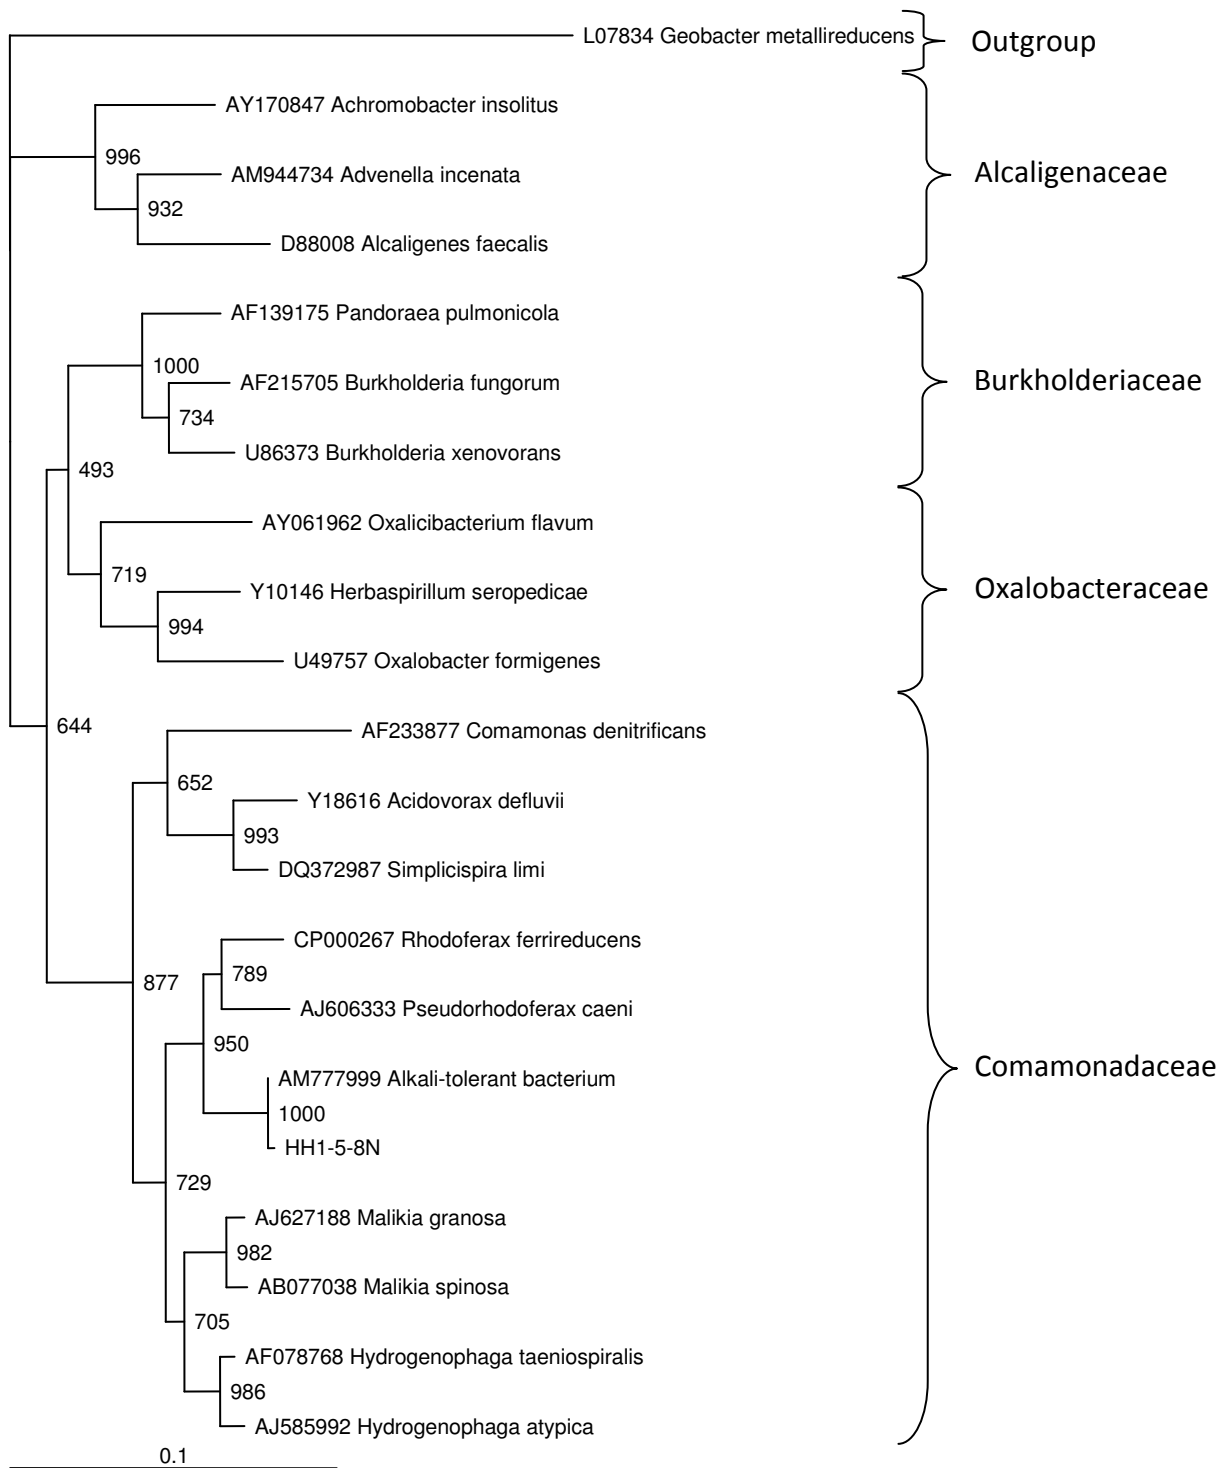 L07834 Geobacter metallireducens
Outgroup
AY170847 Achromobacter insolitus
996
AM944734 Advenella incenata
Alcaligenaceae
932
D88008 Alcaligenes faecalis
AF139175 Pandoraea pulmonicola
1000
AF215705 Burkholderia fungorum
Burkholderiaceae
734
U86373 Burkholderia xenovorans
493
AY061962 Oxalicibacterium flavum
719
Y10146 Herbaspirillum seropedicae
Oxalobacteraceae
994
U49757 Oxalobacter formigenes
644
AF233877 Comamonas denitrificans
652
Y18616 Acidovorax defluvii
993
DQ372987 Simplicispira limi
CP000267 Rhodoferax ferrireducens
789
877
AJ606333 Pseudorhodoferax caeni
950
Comamonadaceae
AM777999 Alkali-tolerant bacterium
1000
HH1-5-8N
729
AJ627188 Malikia granosa
982
AB077038 Malikia spinosa
705
AF078768 Hydrogenophaga taeniospiralis
986
AJ585992 Hydrogenophaga atypica
0.1